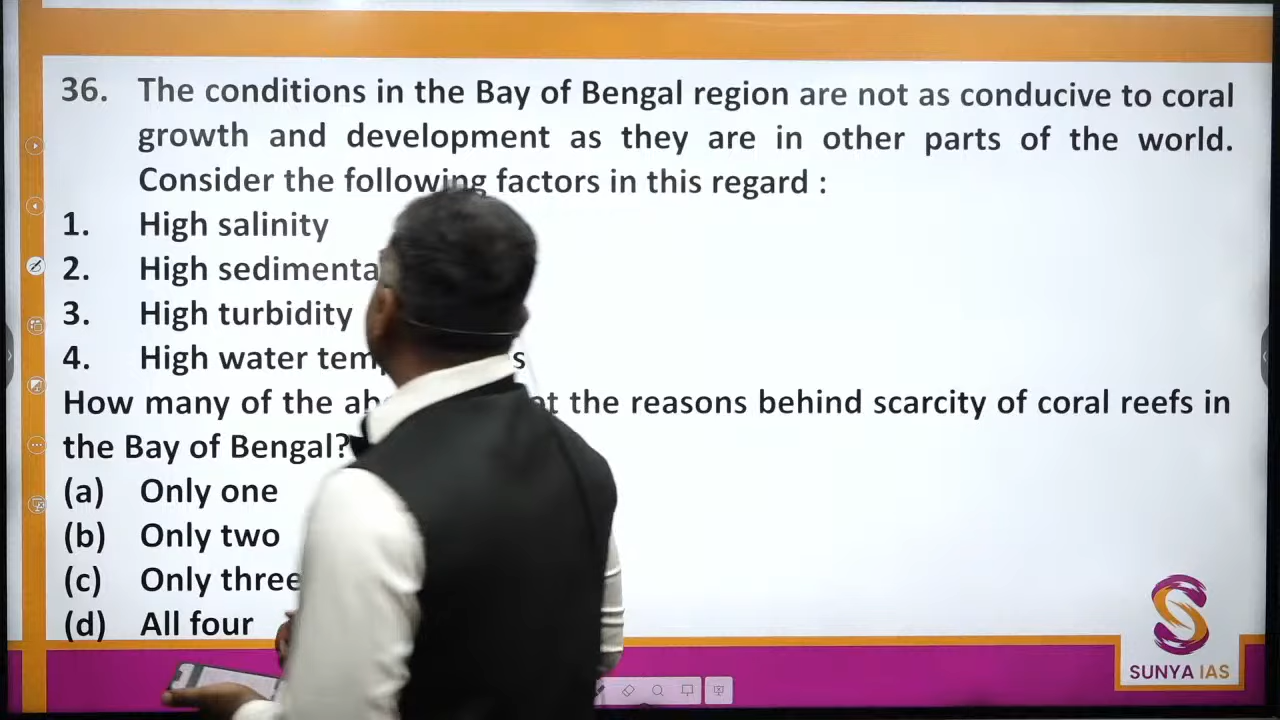 36. The conditions in the Bay of Bengal region are not as conducive to coral
growth and development as they are in other parts of the world.
Consider the following factors in this regard :
1. High salinity
2. High
3. High turbidity
4. High water
How many of the the reasons behind scarcity of coral reefs in
the Bay of Bengal?
(a) Only one
(b) Only two
(c) Only three
(d) All four
SUNYA IAS